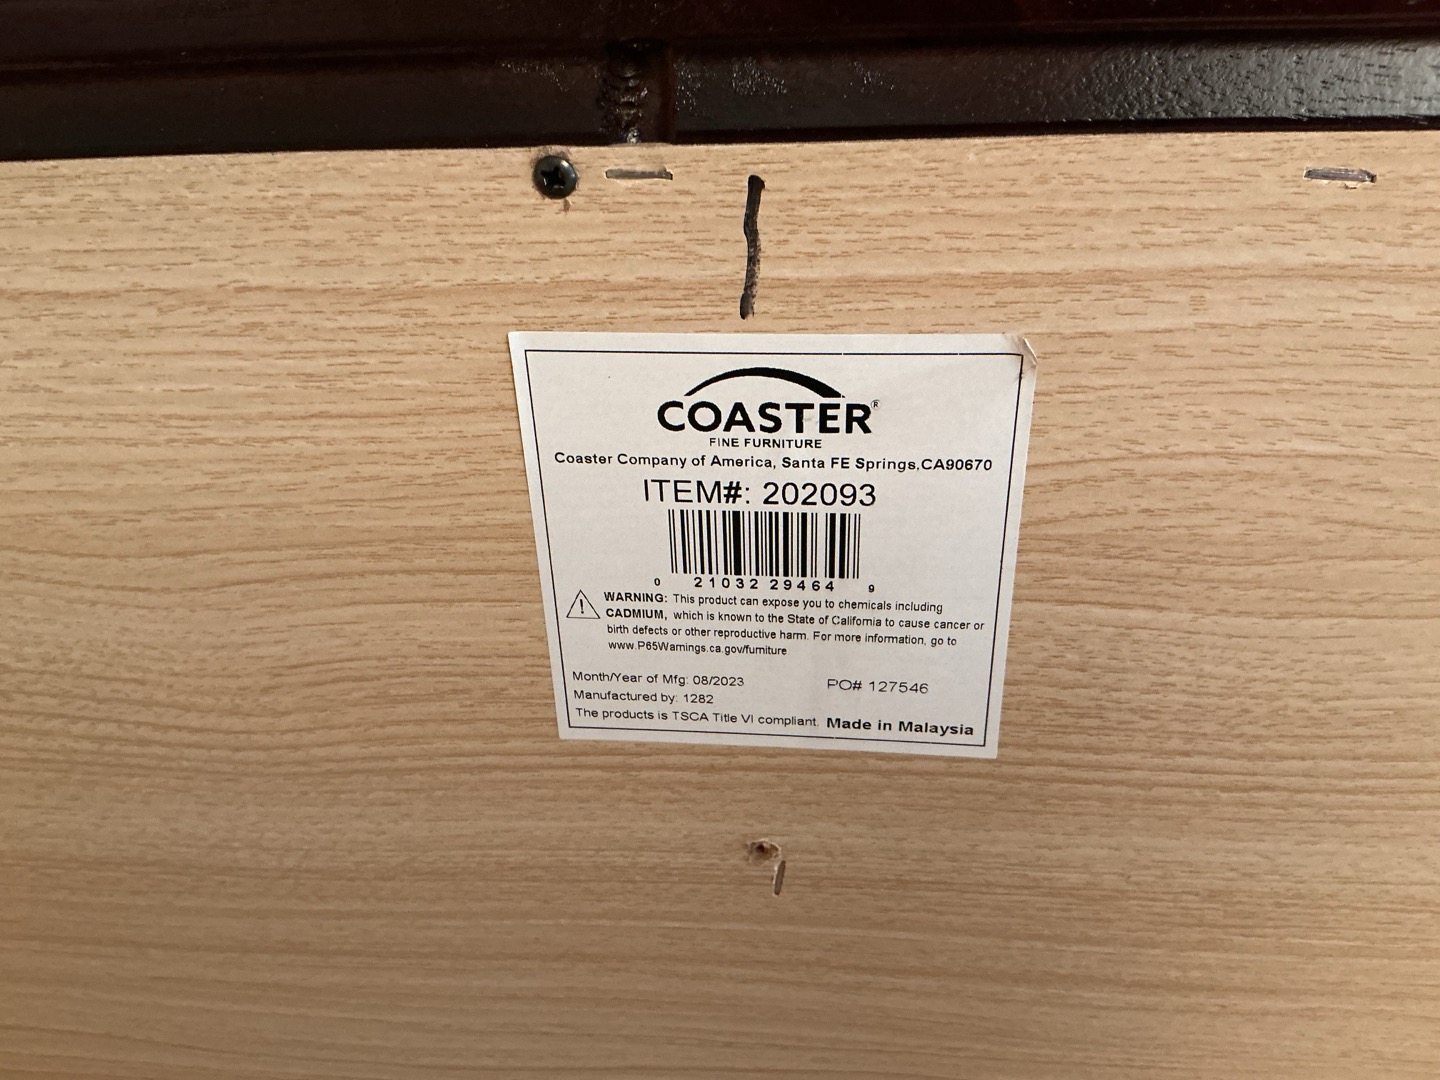 COASTER®
FINE FURNITURE
Coaster Company of America, Santa FE Springs,CA90670
ITEM#: 202093
0 21032 29464 9
WARNING: This product can expose you to chemicals including
CADMIUM, which is known to the State of California to cause cancer or
birth defects or other reproductive harm. For more information, go to
www.P65Warnings.ca.gov/furniture
Month/Year of Mfg: 08/2023
PO# 127546
Manufactured by: 1282
The products is TSCA Title VI compliant.
Made in Malaysia